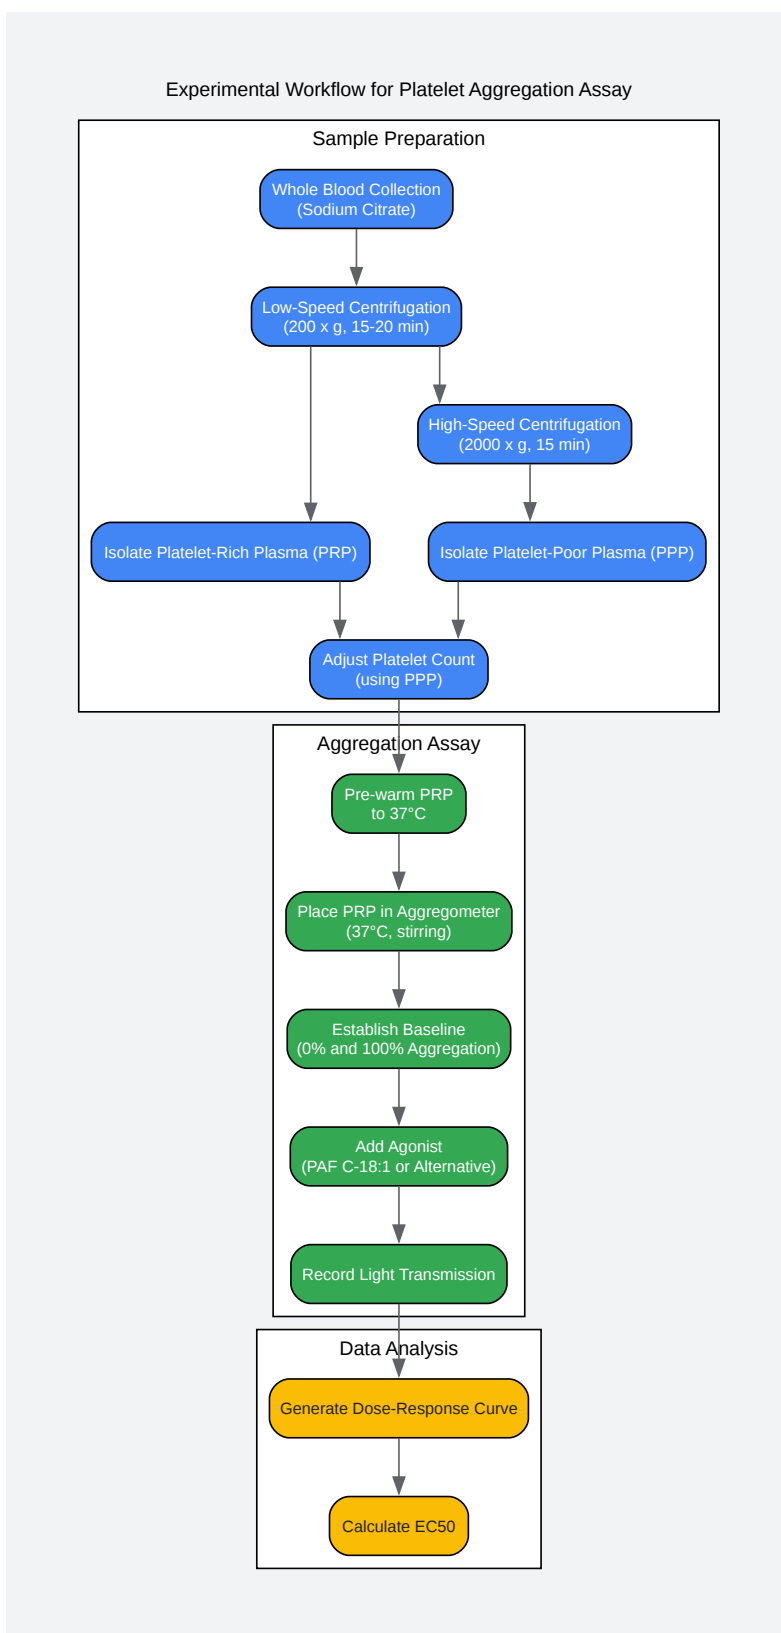 Experimental Workflow for Platelet Aggregation Assay
Sample Preparation
Whole Blood Collection
(Sodium Citrate)
Low-Speed Centrifugation
(200 x g, 15-20 min)
High-Speed Centrifugation
(2000 x g, 15 min)
Isolate Platelet-Rich Plasma (PRP)
Isolate Platelet-Poor Plasma (PPP)
Adjust Platelet Count
(using PPP)
Aggregation Assay
Pre-warm PRP
to 37°C
Place PRP in Aggregometer
(37°C, stirring)
Establish Baseline
(0% and 100% Aggregation)
Add Agonist
(PAF C-18:1 or Alternative)
Record Light Transmission
Data Analysis
Generate Dose-Response Curve
Calculate EC50